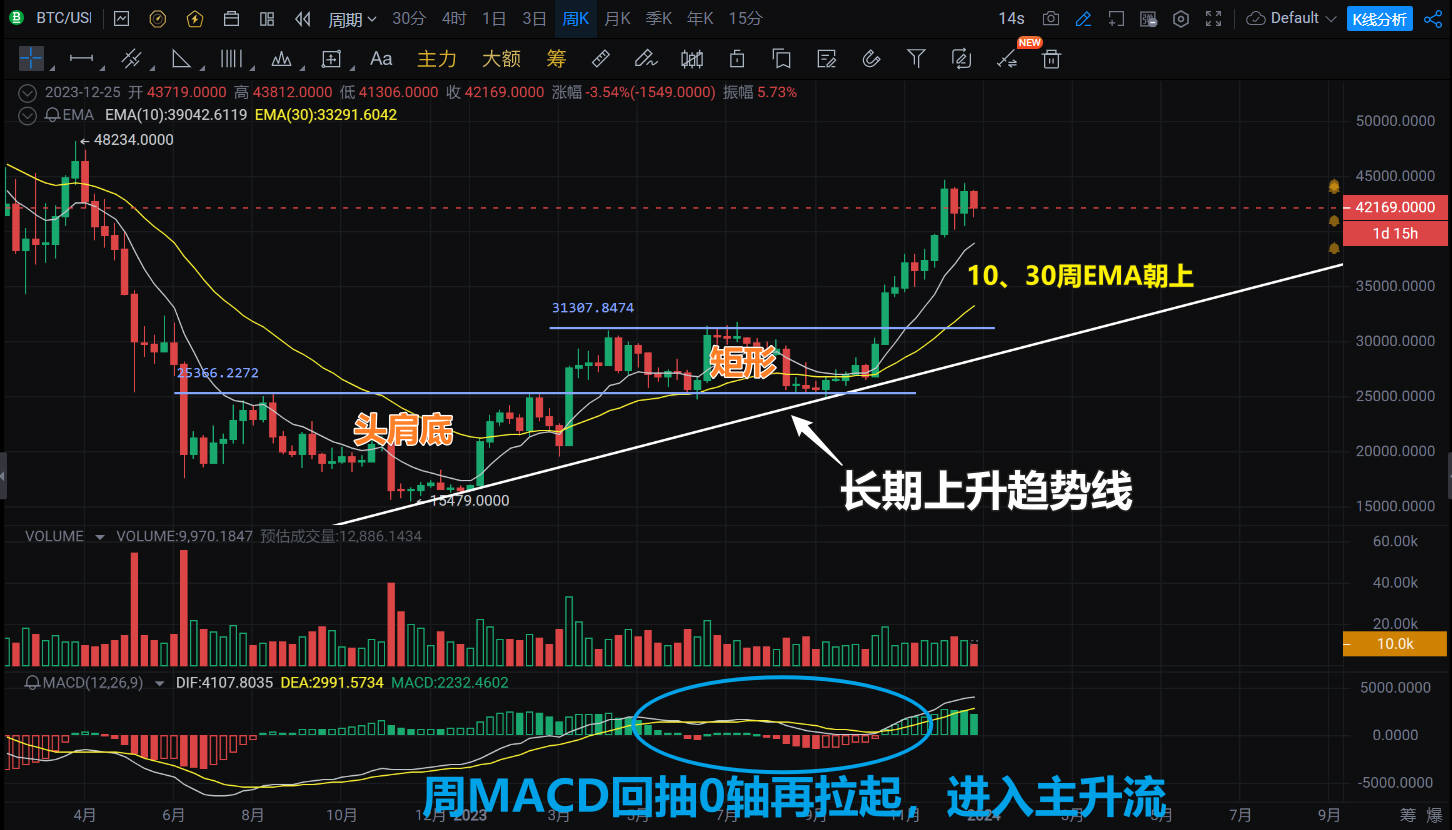 BTC/USI 周期 30分 4时 1日 3日 周K 月K 季K 年K 15分 14s Default K线分析
Aa 主力 大额 筹 NEW
2023-12-25 开 43719.0000 高 43812.0000 低 41306.0000 收 42169.0000 涨幅 -3.54%(-1549.0000) 振幅 5.73%
EMA EMA(10):39042.6119 EMA(30):33291.6042
50000.0000
48234.0000
45000.0000
42169.0000
1d 15h
10、30周EMA朝上
35000.0000
31307.8474
30000.0000
矩形
25366.2272
25000.0000
头肩底
20000.0000
长期上升趋势线
15479.0000
15000.0000
VOLUME VOLUME:9,970.1847 预估成交量:12,886.1434
60.00k
40.00k
20.00k
10.0k
MACD(12,26,9) DIF:4107.8035 DEA:2991.5734 MACD:2232.4602
5000.0000
0.0000
-5000.0000
周MACD回抽0轴再拉起，进入主升流
4月 6月 8月 10月 12月 2023 3月 5月 7月 9月 11月 2024 3月 5月 7月 9月 筹 爆